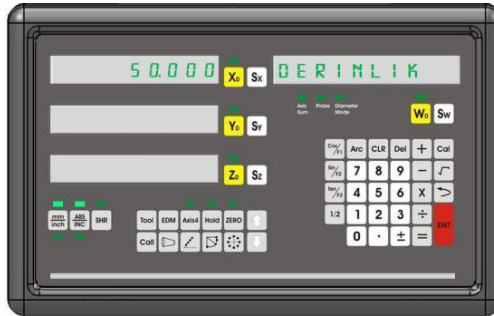 50.000 X₀ Sx DERINLIK
Axis Sum Probe Diameter Mode
W₀ Sw
Y₀ Sy
Z₀ Sz
Cos/F1 Arc CLR Del + Cal
Sin/F2 7 8 9 - √
Tan/F3 4 5 6 X
1/2 1 2 3 ÷ ENT
0 · ± =
mm inch ABS INC SHR
Tool EDM Axis4 Hold ZERO
Call